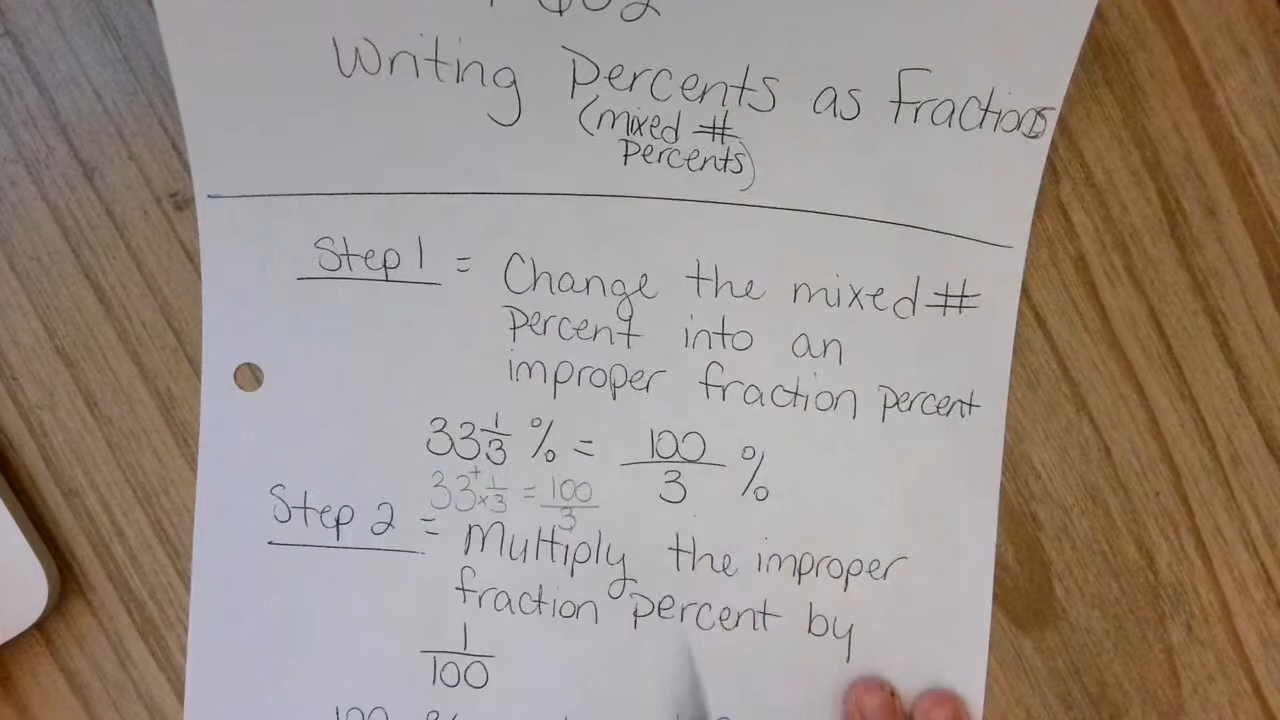 Writing Percents as fractions
(mixed #
Percents)
Step 1 = Change the mixed #
Percent into an
improper fraction percent
33 1/3 % = 100/3 %
33 + × 1/3 = 100/3
Step 2 = Multiply the improper
fraction percent by
1/100